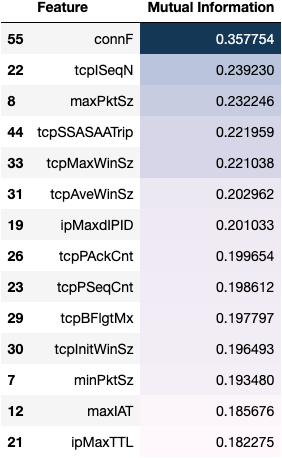 Feature Mutual Information
55 connF 0.357754
22 tcpISeqN 0.239230
8 maxPktSz 0.232246
44 tcpSSASAATrip 0.221959
33 tcpMaxWinSz 0.221038
31 tcpAveWinSz 0.202962
19 ipMaxdIPID 0.201033
26 tcpPAckCnt 0.199654
23 tcpPSeqCnt 0.198612
29 tcpBFlgtMx 0.197797
30 tcpInitWinSz 0.196493
7 minPktSz 0.193480
12 maxIAT 0.185676
21 ipMaxTTL 0.182275